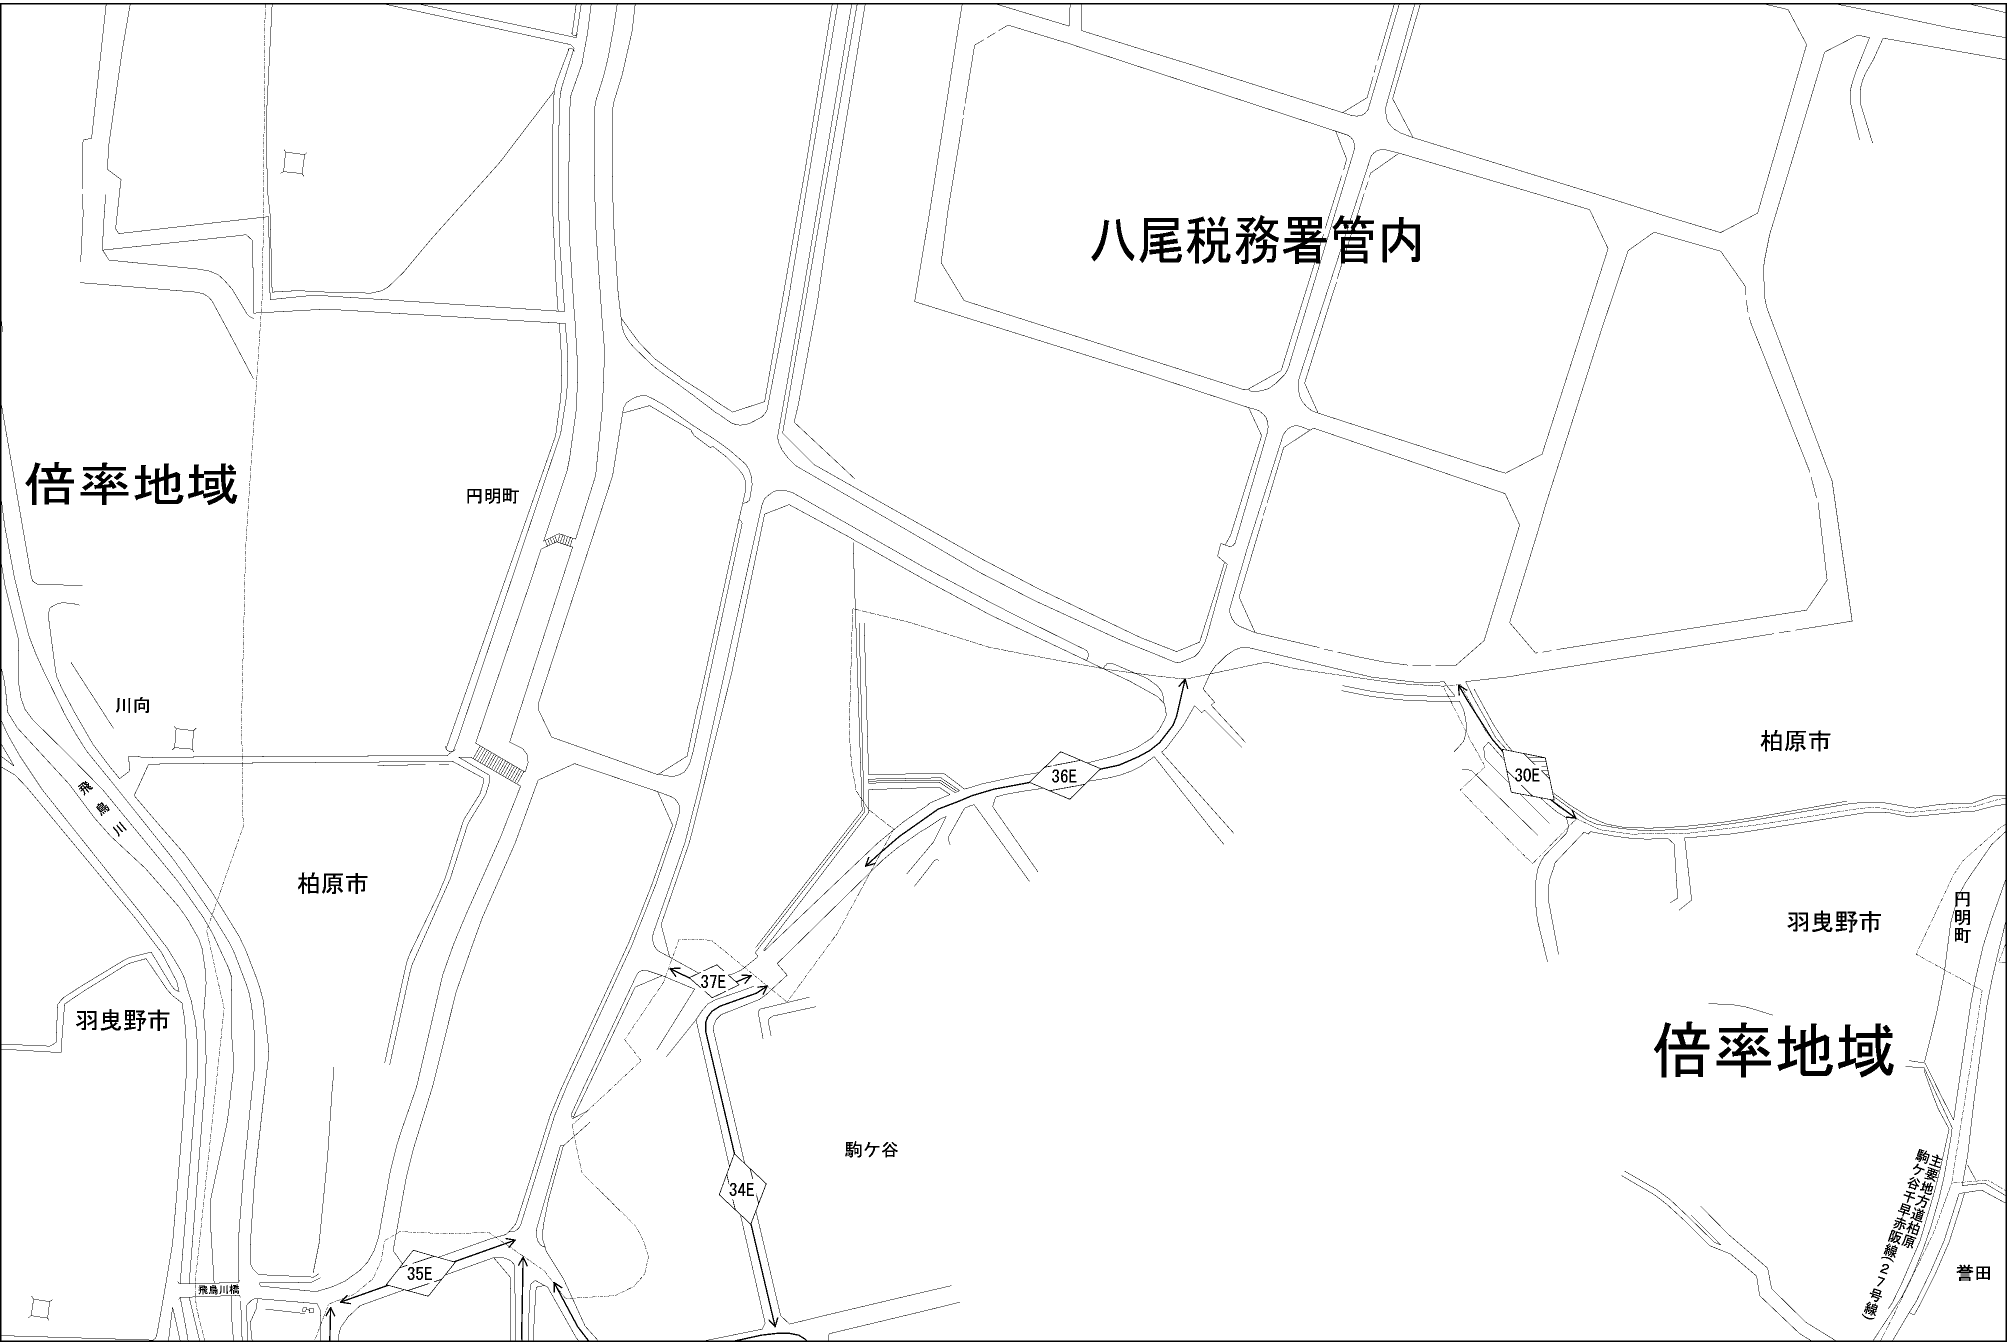 八尾税務署管内
倍率地域
円明町
川向
飛鳥川
柏原市
36E
30E
柏原市
羽曳野市
円明町
37E
羽曳野市
倍率地域
駒ケ谷
34E
主要地方道柏原
駒ケ谷千早赤阪線(27号線)
35E
飛鳥川橋
誉田